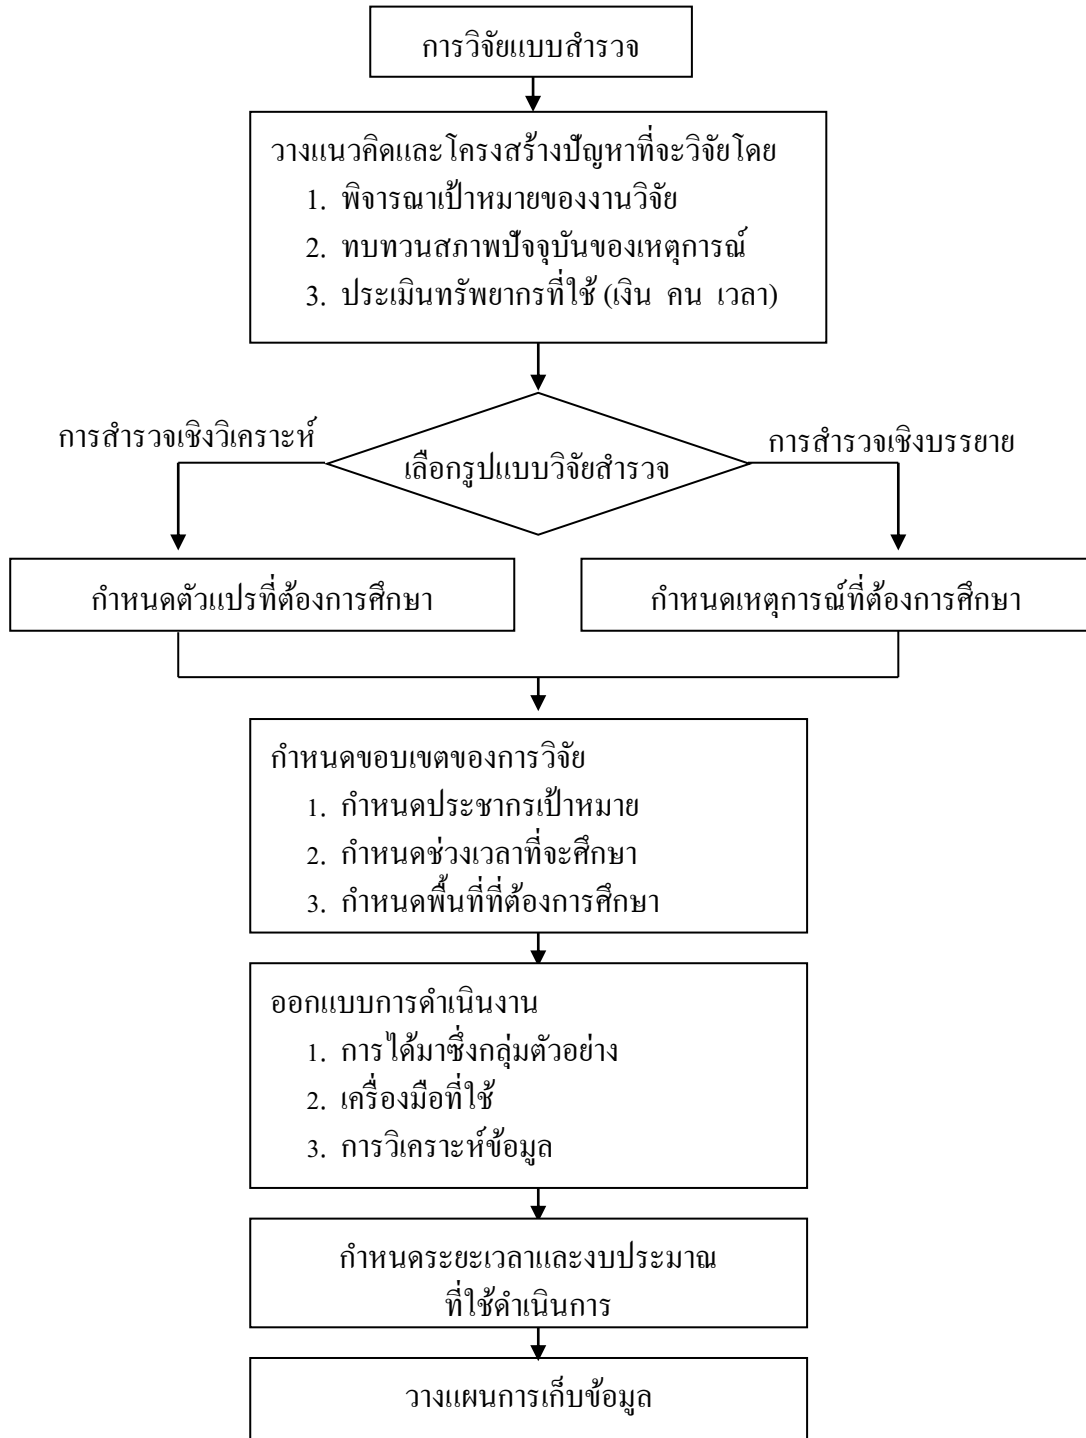 การวิจัยแบบสำรวจ
วางแนวคิดและโครงสร้างปัญหาที่จะวิจัยโดย
1. พิจารณาเป้าหมายของงานวิจัย
2. ทบทวนสภาพปัจจุบันของเหตุการณ์
3. ประเมินทรัพยากรที่ใช้ (เงิน คน เวลา)
การสำรวจเชิงวิเคราะห์
การสำรวจเชิงบรรยาย
เลือกรูปแบบวิจัยสำรวจ
กำหนดตัวแปรที่ต้องการศึกษา
กำหนดเหตุการณ์ที่ต้องการศึกษา
กำหนดขอบเขตของการวิจัย
1. กำหนดประชากรเป้าหมาย
2. กำหนดช่วงเวลาที่จะศึกษา
3. กำหนดพื้นที่ที่ต้องการศึกษา
ออกแบบการดำเนินงาน
1. การได้มาซึ่งกลุ่มตัวอย่าง
2. เครื่องมือที่ใช้
3. การวิเคราะห์ข้อมูล
กำหนดระยะเวลาและงบประมาณ
ที่ใช้ดำเนินการ
วางแผนการเก็บข้อมูล